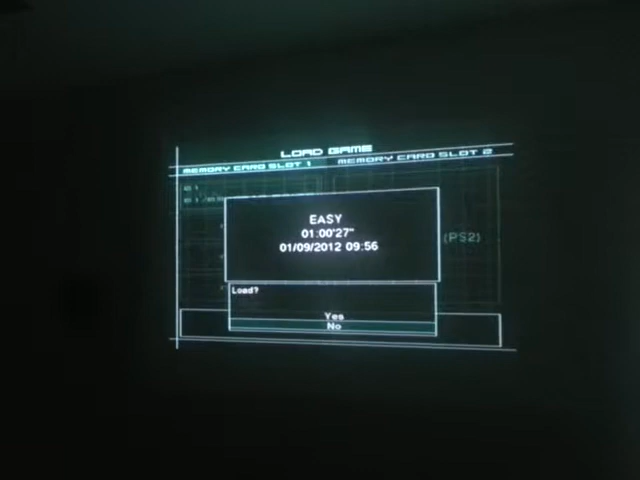 LOAD GAME
MEMORY CARD SLOT 1 MEMORY CARD SLOT 2
EASY
01:00'27"
01/09/2012 09:56
(PS2)
Load?
Yes
No